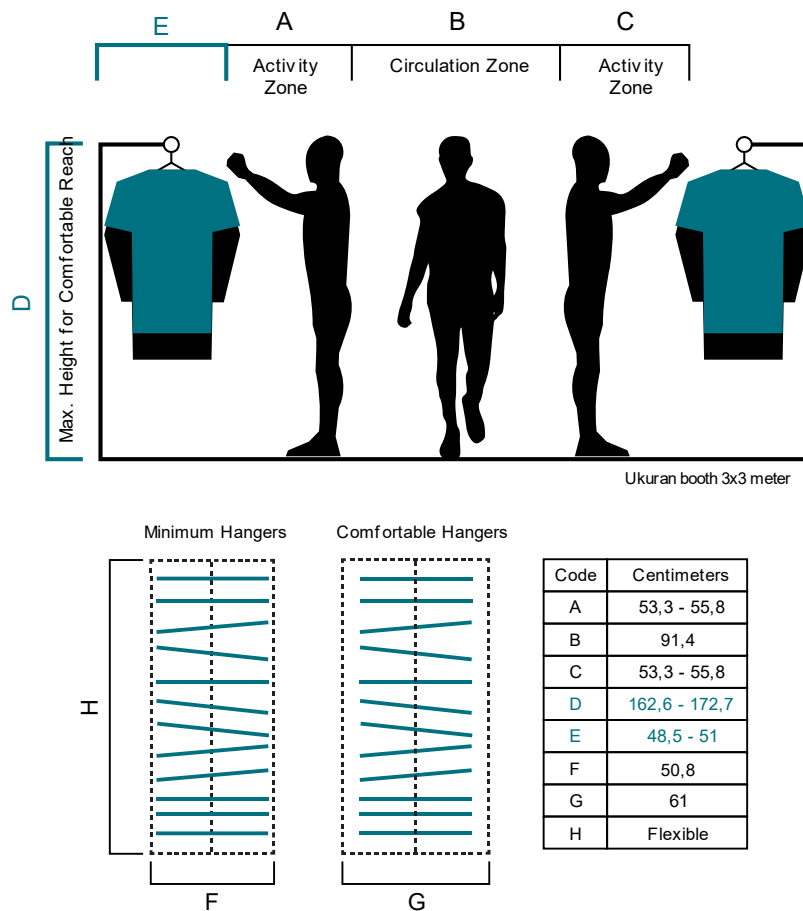 E
A
B
C
Activity
Zone
Circulation Zone
Activity
Zone
D
Max. Height for Comfortable Reach
Ukuran booth 3x3 meter
Minimum Hangers
Comfortable Hangers
H
F
G
Code Centimeters
A 53,3 - 55,8
B 91,4
C 53,3 - 55,8
D 162,6 - 172,7
E 48,5 - 51
F 50,8
G 61
H Flexible